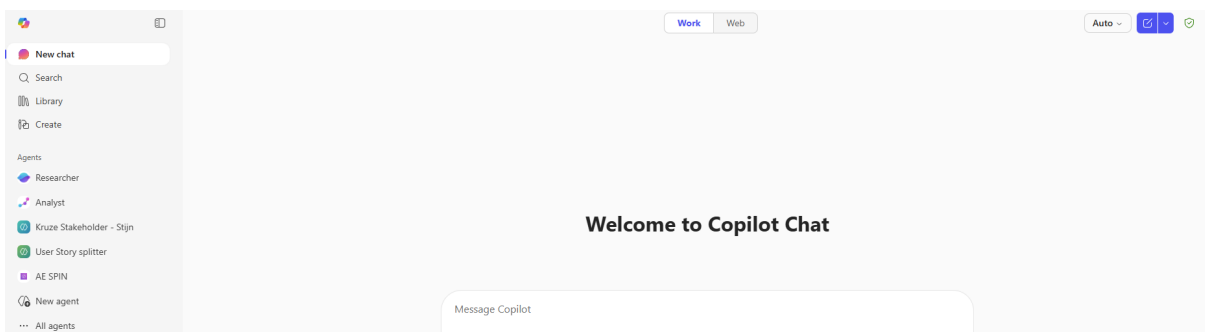 Work Web Auto
New chat
Search
Library
Create
Agents
Researcher
Analyst
Kruze Stakeholder - Stijn
User Story splitter
AE SPIN
New agent
All agents
Welcome to Copilot Chat
Message Copilot